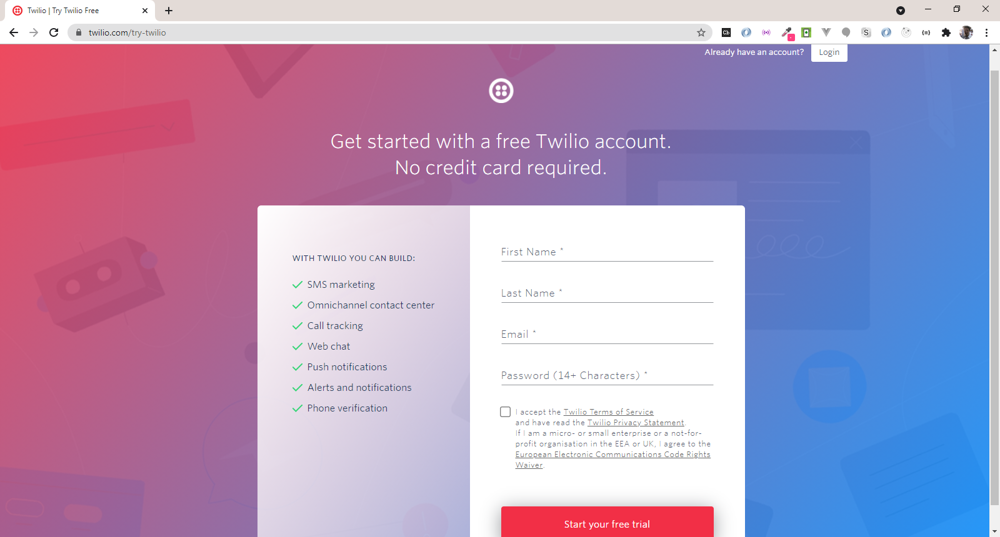 Twilio | Try Twilio Free
twilio.com/try-twilio
Already have an account?
Login
Get started with a free Twilio account.
No credit card required.
WITH TWILIO YOU CAN BUILD:
SMS marketing
Omnichannel contact center
Call tracking
Web chat
Push notifications
Alerts and notifications
Phone verification
First Name *
Last Name *
Email *
Password (14+ Characters) *
I accept the Twilio Terms of Service
and have read the Twilio Privacy Statement.
If I am a micro- or small enterprise or a not-for-
profit organisation in the EEA or UK, I agree to the
European Electronic Communications Code Rights
Waiver.
Start your free trial